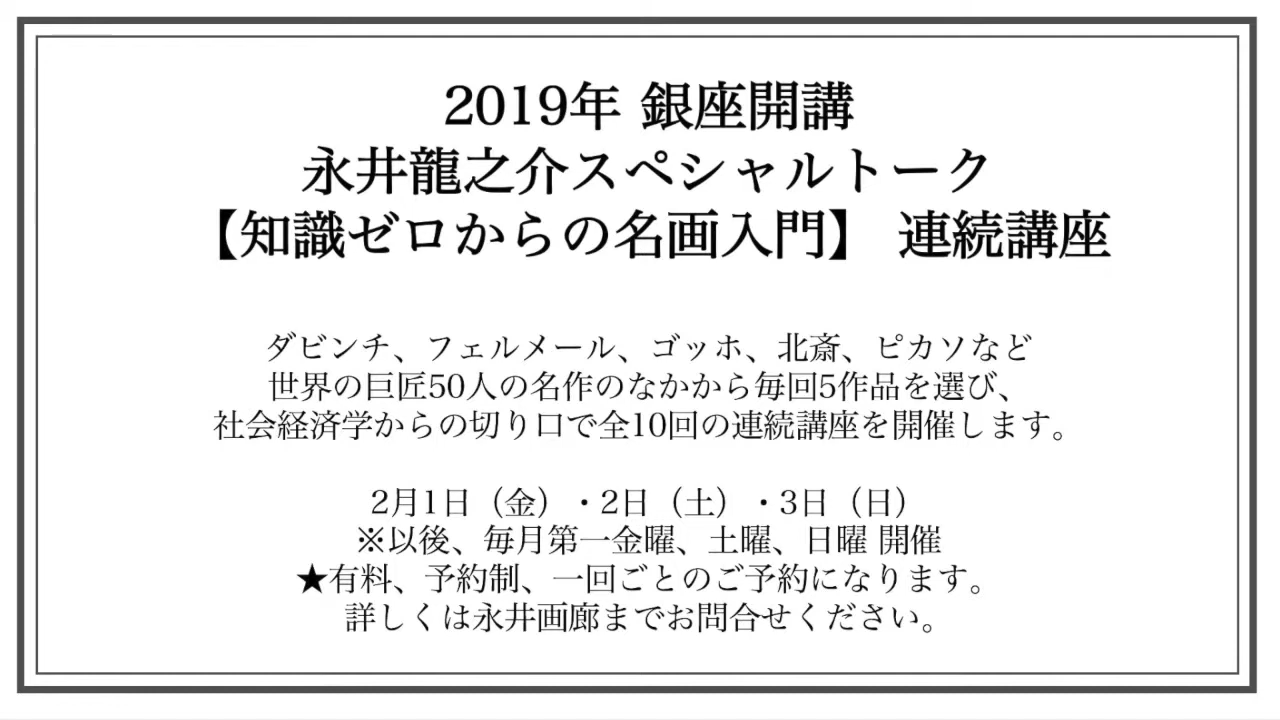 2019年 銀座開講
永井龍之介スペシャルトーク
【知識ゼロからの名画入門】 連続講座
ダビンチ、フェルメール、ゴッホ、北斎、ピカソなど
世界の巨匠50人の名作のなかから毎回5作品を選び、
社会経済学からの切り口で全10回の連続講座を開催します。
2月1日（金）・2日（土）・3日（日）
※以後、毎月第一金曜、土曜、日曜 開催
★有料、予約制、一回ごとのご予約になります。
詳しくは永井画廊までお問合せください。